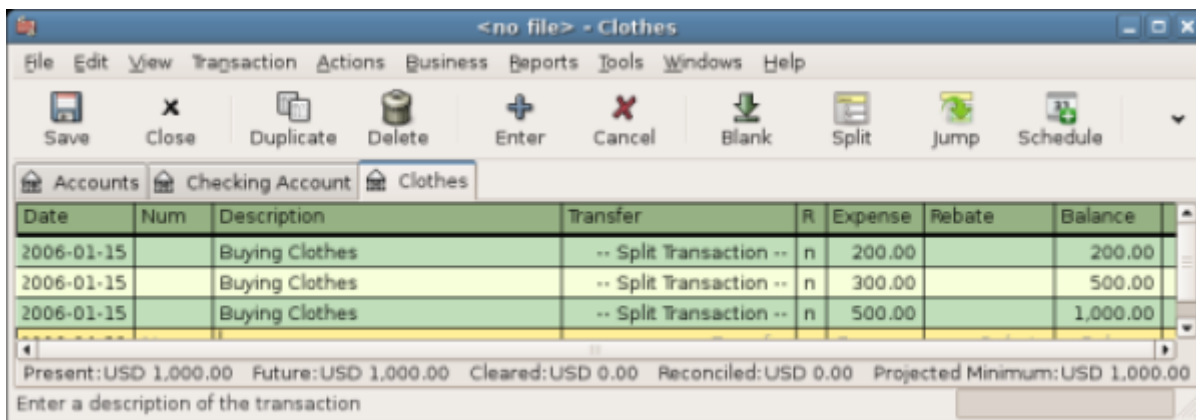 <no file> - Clothes
File Edit View Transaction Actions Business Reports Tools Windows Help
Save Close Duplicate Delete Enter Cancel Blank Split Jump Schedule
Accounts Checking Account Clothes
Date Num Description Transfer R Expense Rebate Balance
2006-01-15 Buying Clothes -- Split Transaction -- n 200.00 200.00
2006-01-15 Buying Clothes -- Split Transaction -- n 300.00 500.00
2006-01-15 Buying Clothes -- Split Transaction -- n 500.00 1,000.00
Present:USD 1,000.00 Future:USD 1,000.00 Cleared:USD 0.00 Reconciled:USD 0.00 Projected Minimum:USD 1,000.00
Enter a description of the transaction